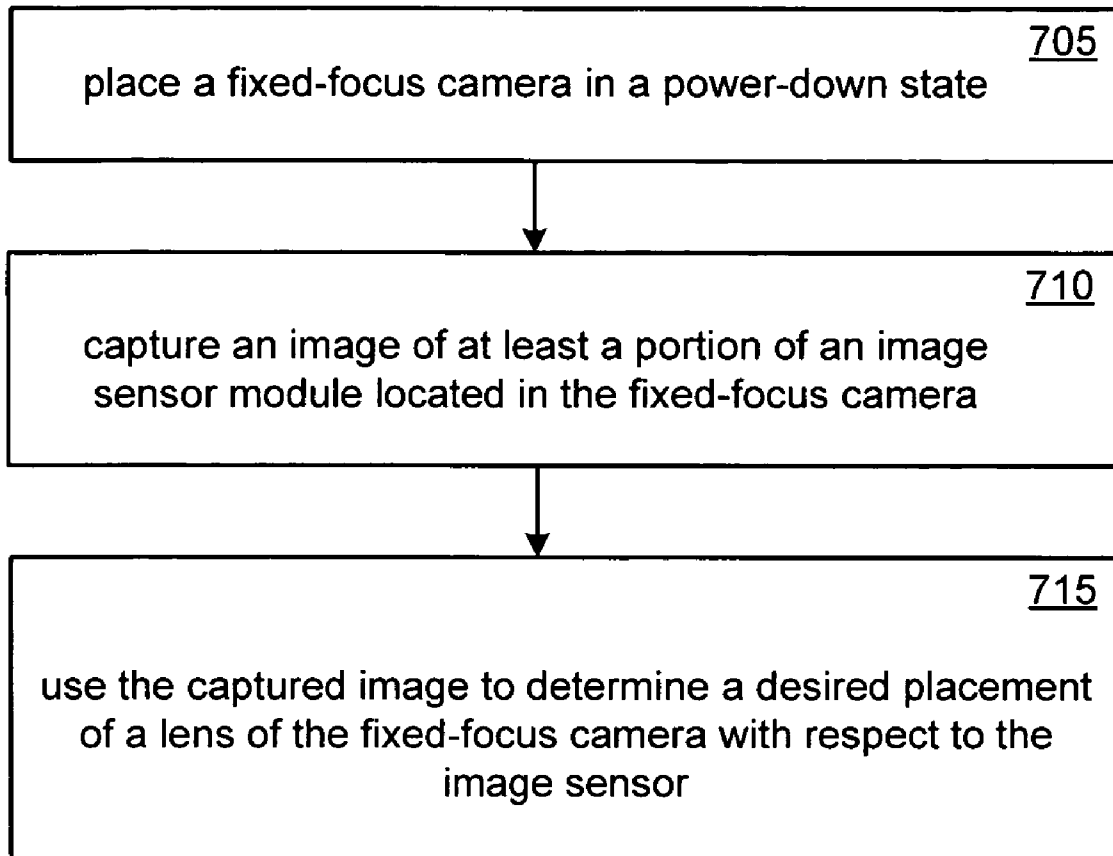 705
place a fixed-focus camera in a power-down state
710
capture an image of at least a portion of an image
sensor module located in the fixed-focus camera
715
use the captured image to determine a desired placement
of a lens of the fixed-focus camera with respect to the
image sensor